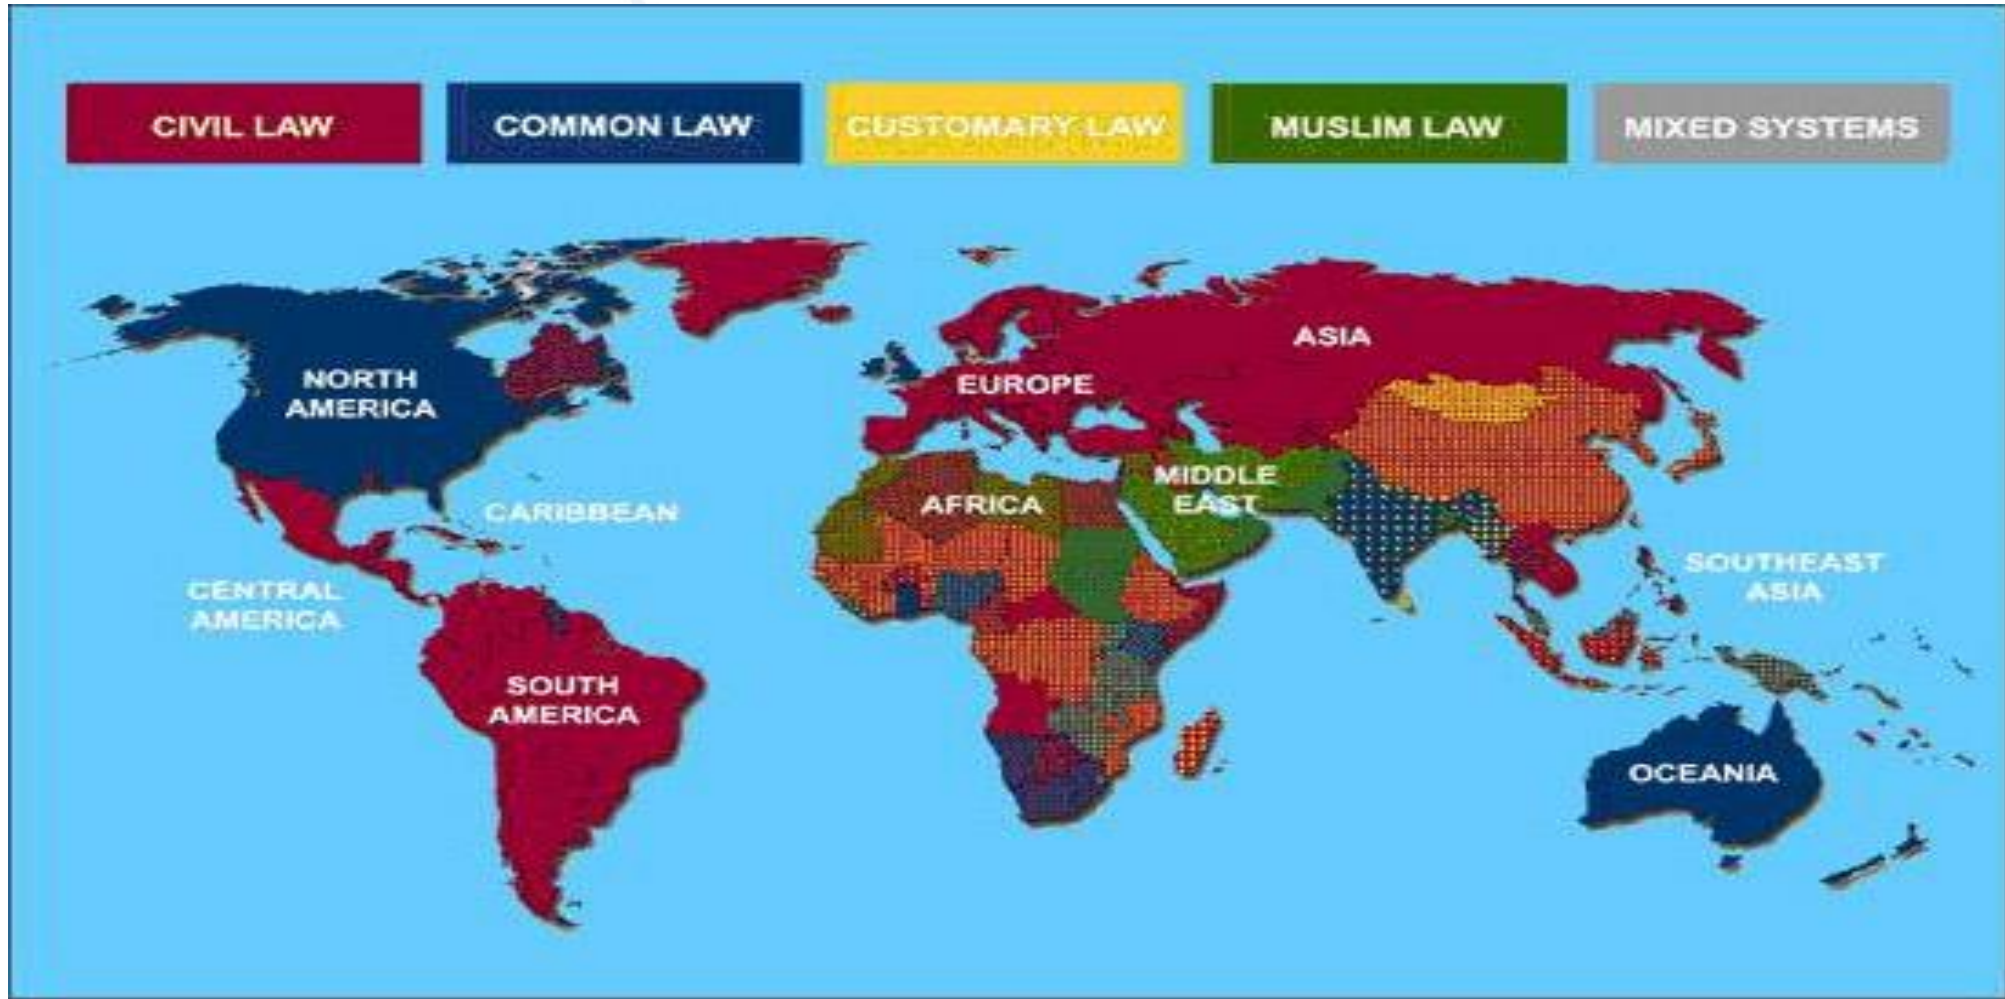 CIVIL LAW
COMMON LAW
CUSTOMARY LAW
MUSLIM LAW
MIXED SYSTEMS
ASIA
NORTH
AMERICA
EUROPE
MIDDLE
EAST
AFRICA
CARIBBEAN
SOUTHEAST
ASIA
CENTRAL
AMERICA
SOUTH
AMERICA
OCEANIA